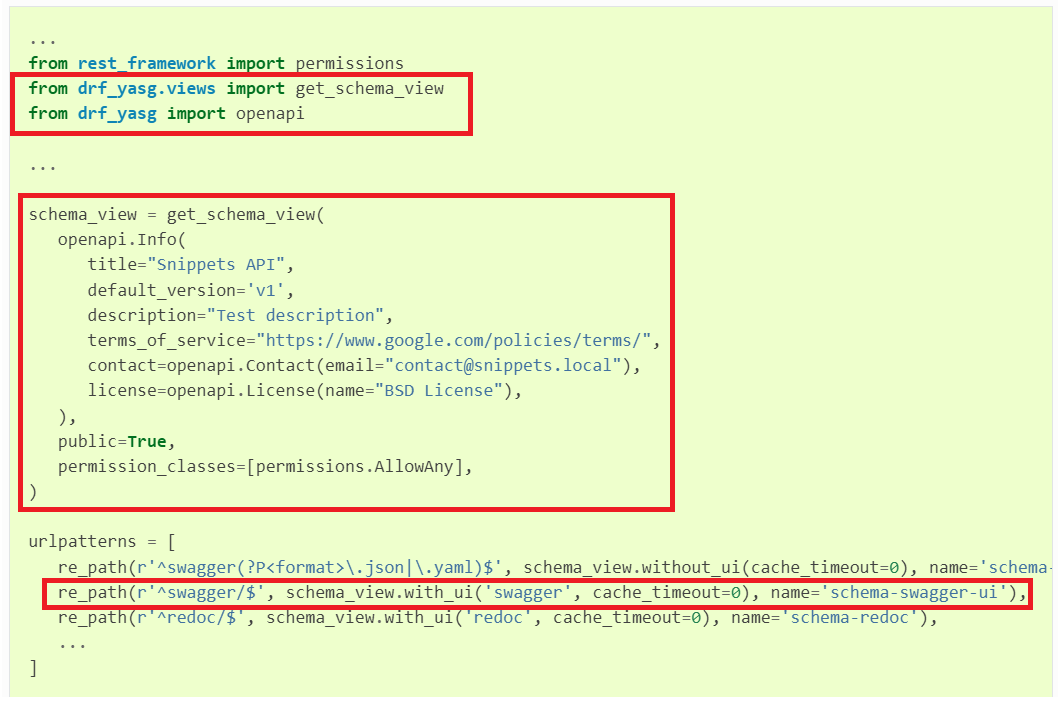 ...
from rest_framework import permissions
from drf_yasg.views import get_schema_view
from drf_yasg import openapi
...
schema_view = get_schema_view(
   openapi.Info(
      title="Snippets API",
      default_version='v1',
      description="Test description",
      terms_of_service="https://www.google.com/policies/terms/",
      contact=openapi.Contact(email="contact@snippets.local"),
      license=openapi.License(name="BSD License"),
   ),
   public=True,
   permission_classes=[permissions.AllowAny],
)
urlpatterns = [
   re_path(r'^swagger(?P<format>\.json|\.yaml)$', schema_view.without_ui(cache_timeout=0), name='schema-
   re_path(r'^swagger/$', schema_view.with_ui('swagger', cache_timeout=0), name='schema-swagger-ui'),
   re_path(r'^redoc/$', schema_view.with_ui('redoc', cache_timeout=0), name='schema-redoc'),
   ...
]